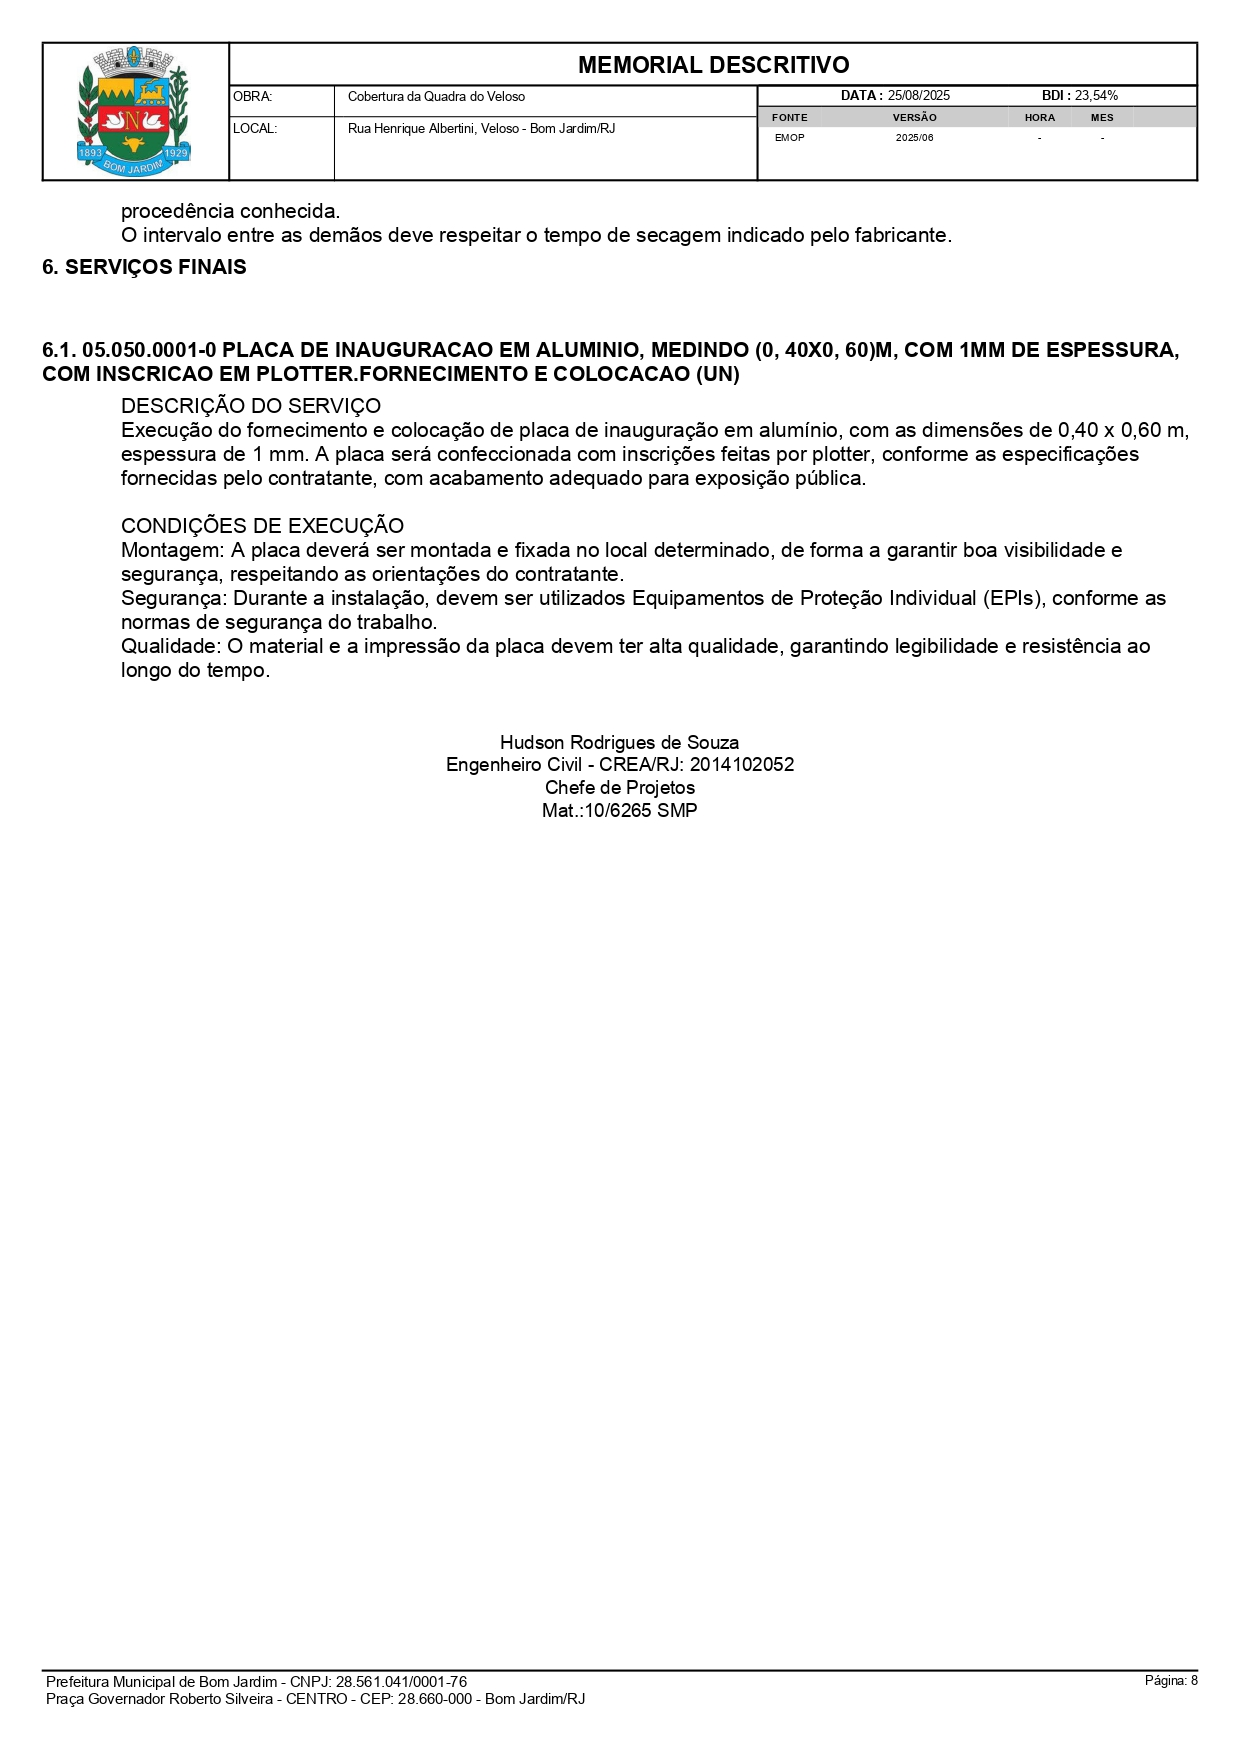 MEMORIAL DESCRITIVO
OBRA: Cobertura da Quadra do Veloso
DATA : 25/08/2025 BDI : 23,54%
FONTE VERSÃO HORA MES
LOCAL: Rua Henrique Albertini, Veloso - Bom Jardim/RJ
EMOP 2025/06 - -
N
1893 1929
BOM JARDIM
procedência conhecida.
O intervalo entre as demãos deve respeitar o tempo de secagem indicado pelo fabricante.
6. SERVIÇOS FINAIS
6.1. 05.050.0001-0 PLACA DE INAUGURACAO EM ALUMINIO, MEDINDO (0, 40X0, 60)M, COM 1MM DE ESPESSURA,
COM INSCRICAO EM PLOTTER.FORNECIMENTO E COLOCACAO (UN)
DESCRIÇÃO DO SERVIÇO
Execução do fornecimento e colocação de placa de inauguração em alumínio, com as dimensões de 0,40 x 0,60 m,
espessura de 1 mm. A placa será confeccionada com inscrições feitas por plotter, conforme as especificações
fornecidas pelo contratante, com acabamento adequado para exposição pública.
CONDIÇÕES DE EXECUÇÃO
Montagem: A placa deverá ser montada e fixada no local determinado, de forma a garantir boa visibilidade e
segurança, respeitando as orientações do contratante.
Segurança: Durante a instalação, devem ser utilizados Equipamentos de Proteção Individual (EPIs), conforme as
normas de segurança do trabalho.
Qualidade: O material e a impressão da placa devem ter alta qualidade, garantindo legibilidade e resistência ao
longo do tempo.
Hudson Rodrigues de Souza
Engenheiro Civil - CREA/RJ: 2014102052
Chefe de Projetos
Mat.:10/6265 SMP
Prefeitura Municipal de Bom Jardim - CNPJ: 28.561.041/0001-76
Página: 8
Praça Governador Roberto Silveira - CENTRO - CEP: 28.660-000 - Bom Jardim/RJ